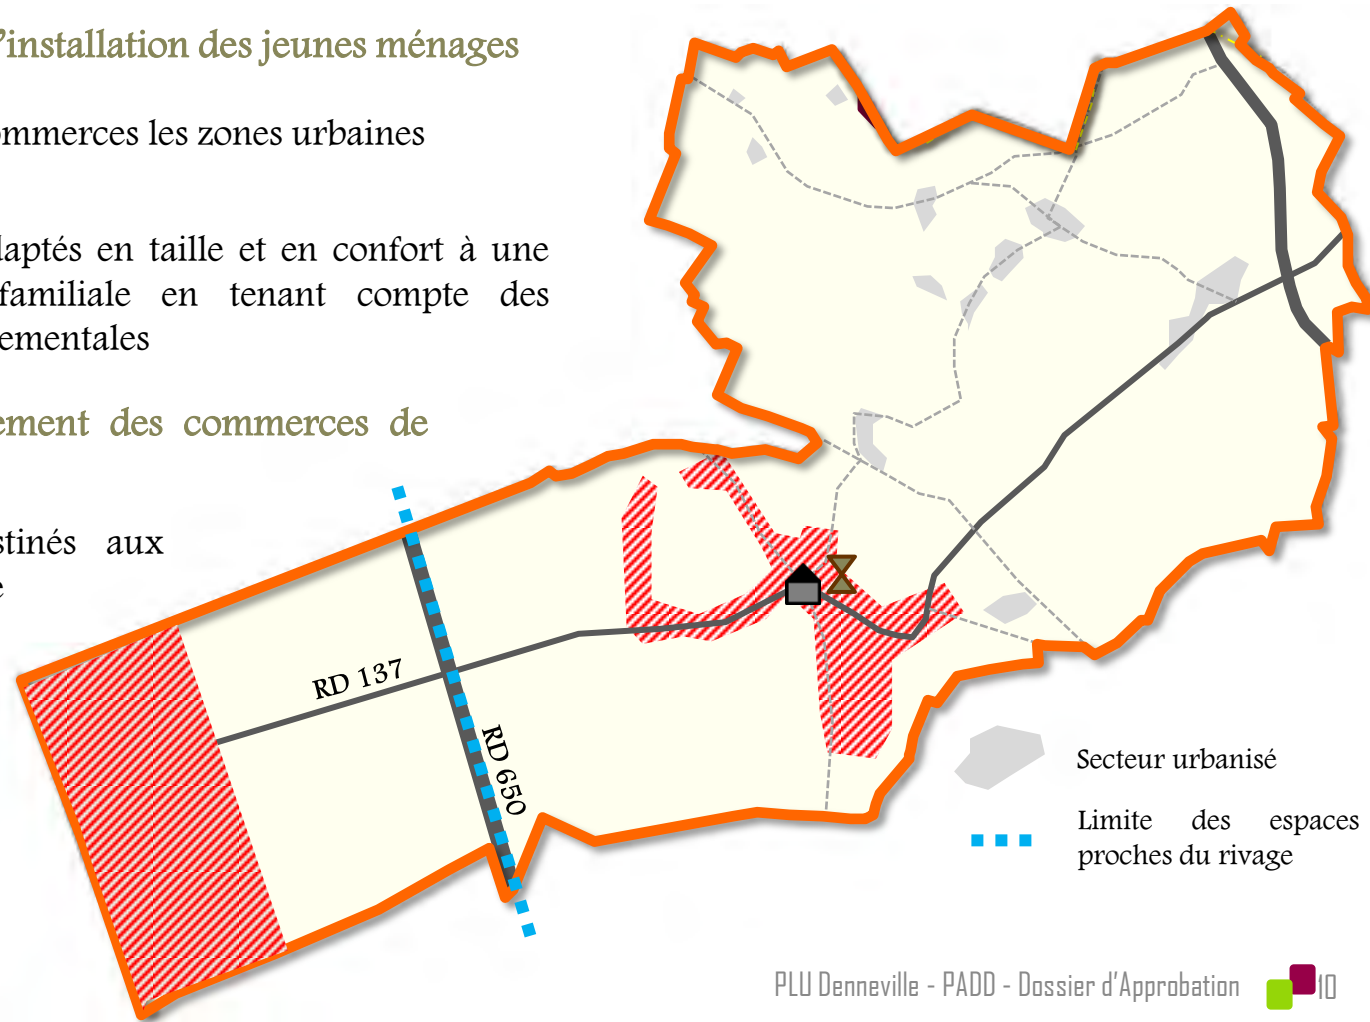 'installation des jeunes ménages
ommerces les zones urbaines
daptés en taille et en confort à une
familiale en tenant compte des
ementales
ement des commerces de
stinés aux
e
RD 137
RD 650
Secteur urbanisé
Limite des espaces
proches du rivage
PLU Denneville - PADD - Dossier d'Approbation
10